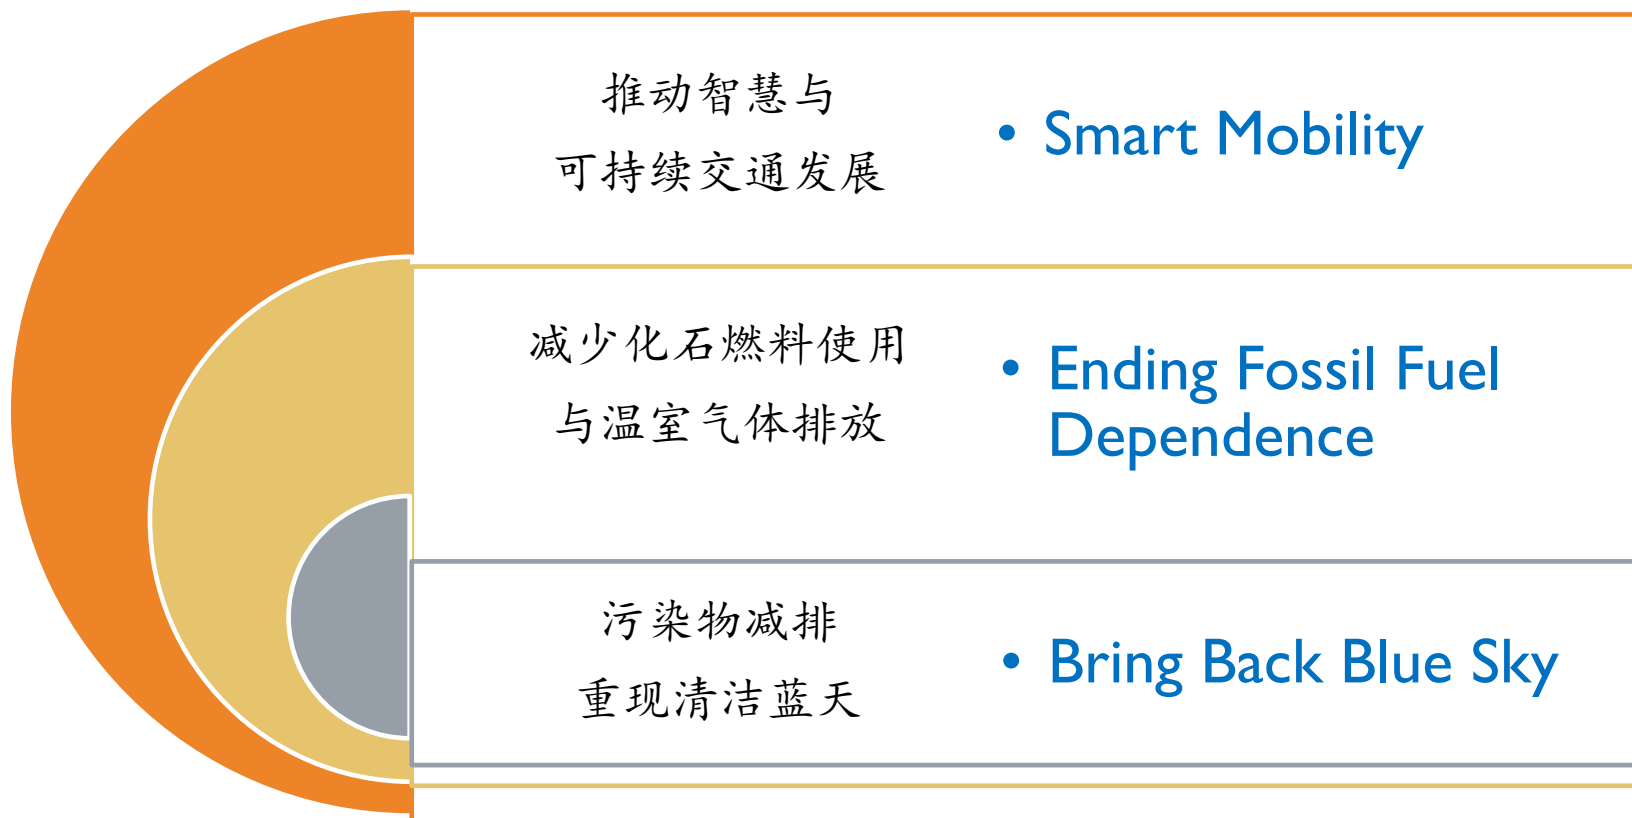 推动智慧与
可持续交通发展
• Smart Mobility
减少化石燃料使用
与温室气体排放
• Ending Fossil Fuel
Dependence
污染物减排
重现清洁蓝天
• Bring Back Blue Sky